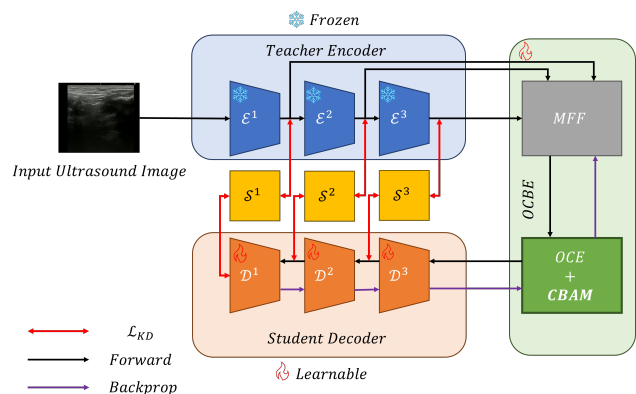 Frozen
Teacher Encoder
ℰ¹ ℰ² ℰ³
MFF
Input Ultrasound Image
𝒮¹ 𝒮² 𝒮³
OCBE
𝒟¹ 𝒟² 𝒟³
OCE
+
CBAM
ℒ_KD
Student Decoder
Forward
Learnable
Backprop